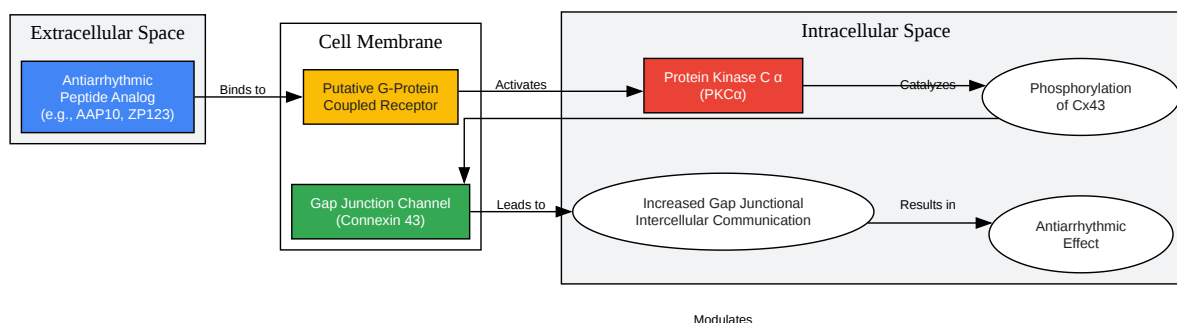 Extracellular Space
Antiarrhythmic
Peptide Analog
(e.g., AAP10, ZP123)
Binds to
Cell Membrane
Putative G-Protein
Coupled Receptor
Activates
Intracellular Space
Protein Kinase C α
(PKCα)
Catalyzes
Phosphorylation
of Cx43
Gap Junction Channel
(Connexin 43)
Leads to
Increased Gap Junctional
Intercellular Communication
Results in
Antiarrhythmic
Effect
Modulates